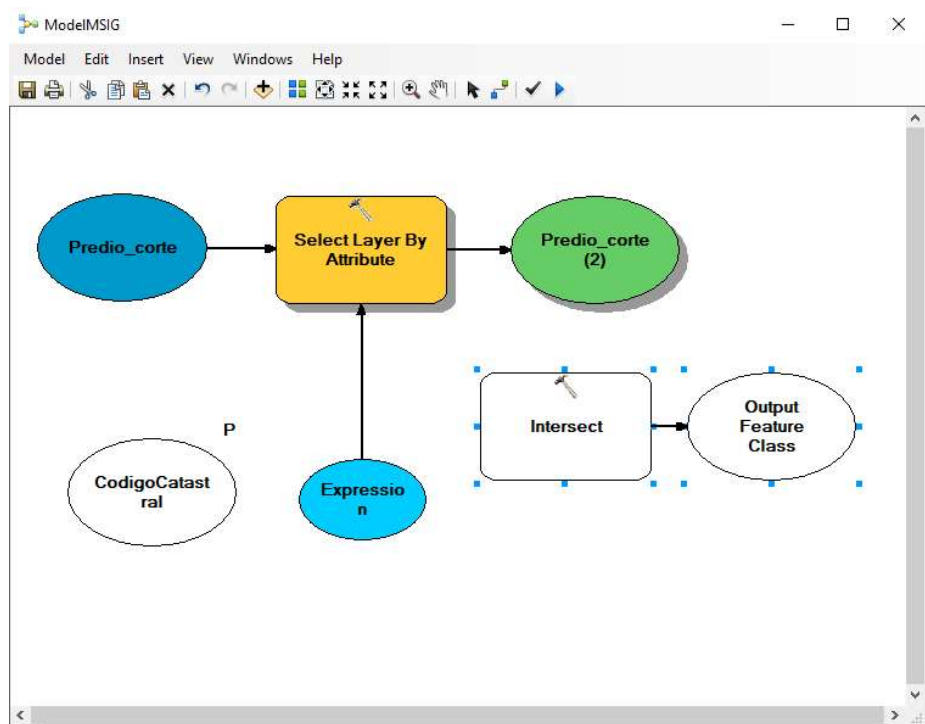 ModelMSIG
Model Edit Insert View Windows Help
Predio_corte
Select Layer By
Attribute
Predio_corte
(2)
Intersect
Output
Feature
Class
P
CodigoCatast
ral
Expressio
n